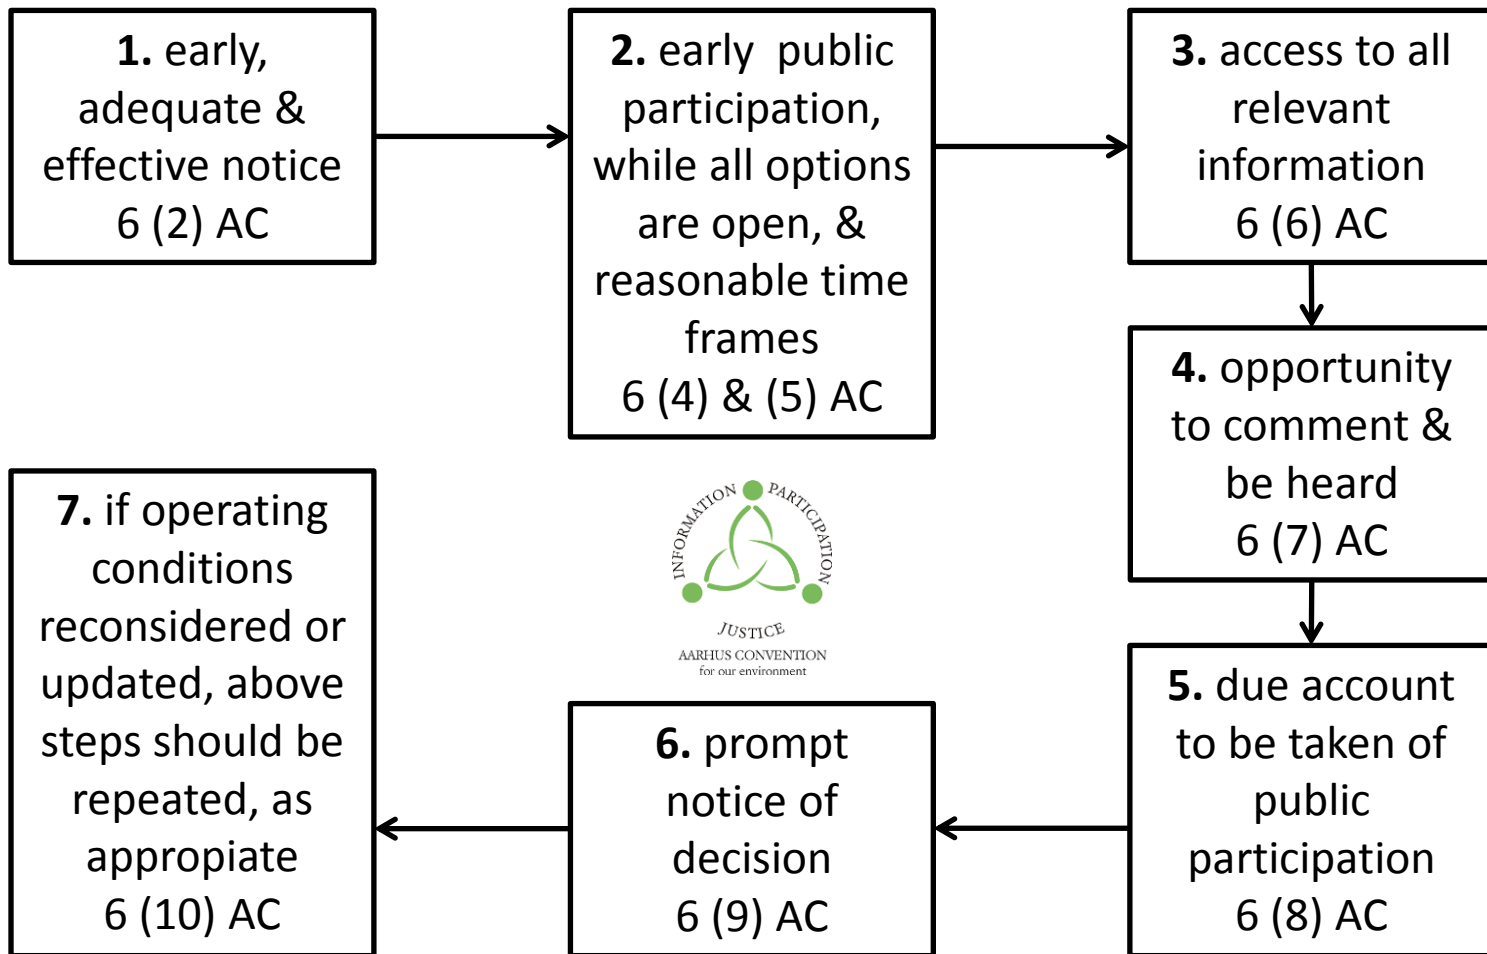 1. early,
adequate &
effective notice
6 (2) AC
2. early public
participation,
while all options
are open, &
reasonable time
frames
6 (4) & (5) AC
3. access to all
relevant
information
6 (6) AC
4. opportunity
to comment &
be heard
6 (7) AC
5. due account
to be taken of
public
participation
6 (8) AC
6. prompt
notice of
decision
6 (9) AC
7. if operating
conditions
reconsidered or
updated, above
steps should be
repeated, as
appropiate
6 (10) AC
INFORMATION
PARTICIPATION
JUSTICE
AARHUS CONVENTION
for our environment